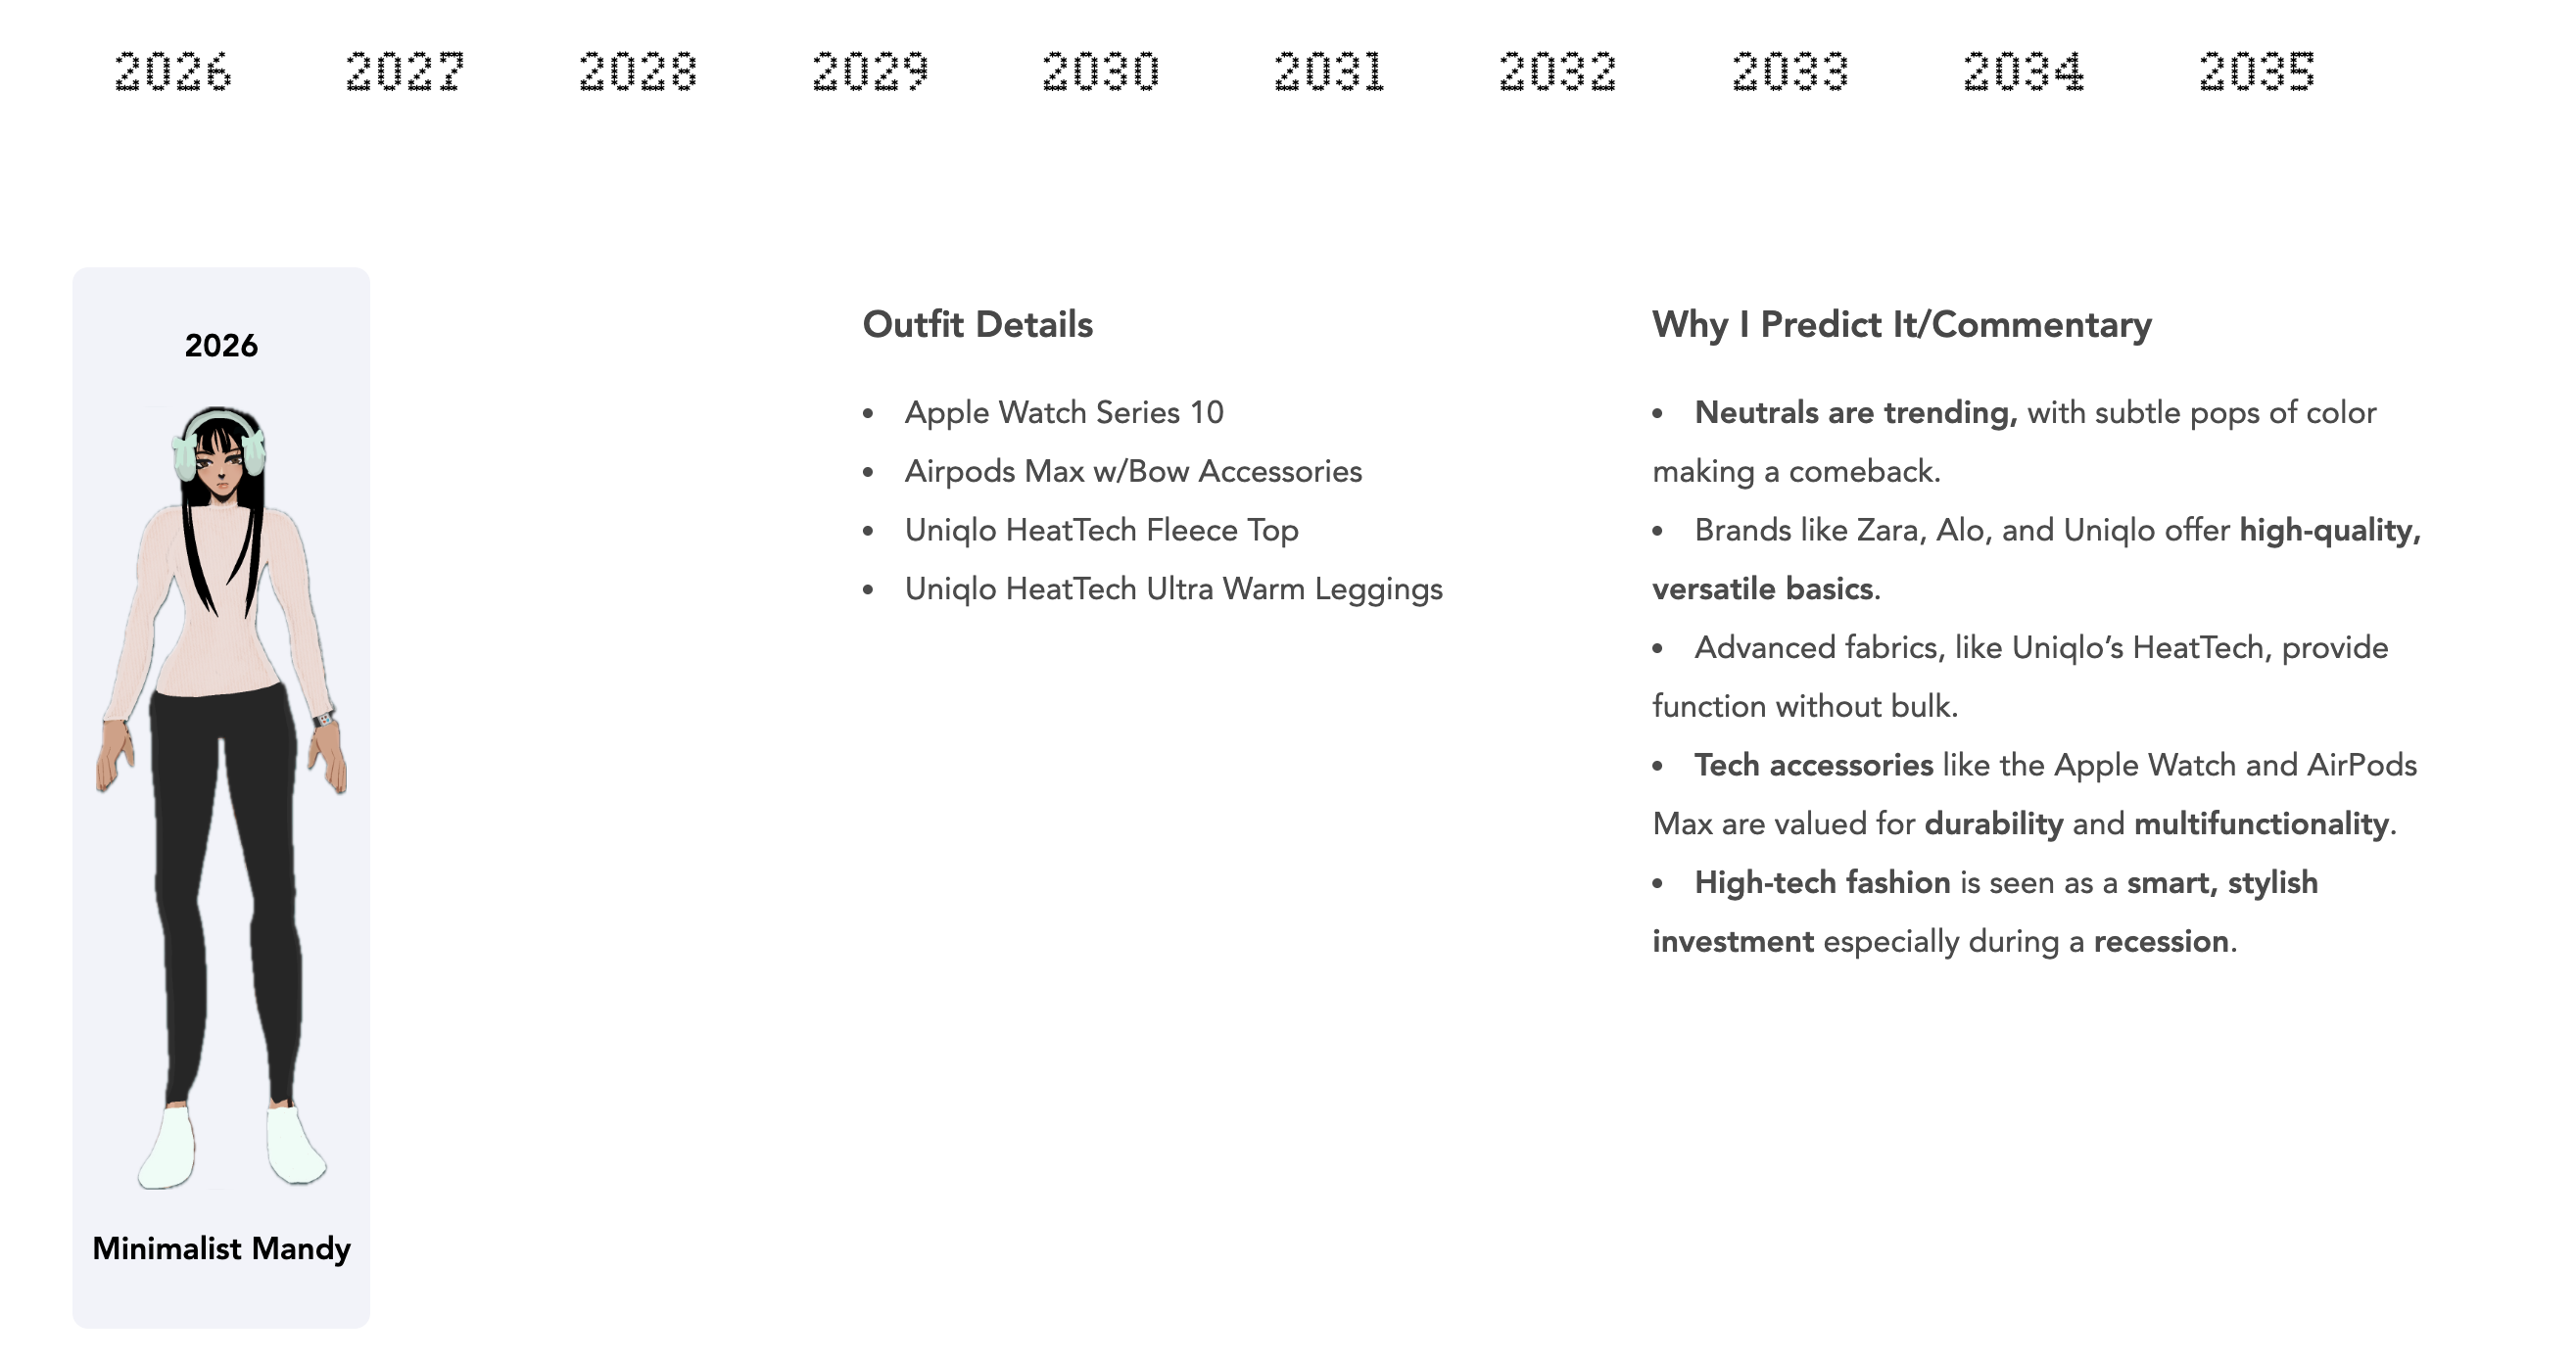 2026 2027 2028 2029 2030 2031 2032 2033 2034 2035
2026
Minimalist Mandy
Outfit Details
• Apple Watch Series 10
• Airpods Max w/Bow Accessories
• Uniqlo HeatTech Fleece Top
• Uniqlo HeatTech Ultra Warm Leggings
Why I Predict It/Commentary
• Neutrals are trending, with subtle pops of color
making a comeback.
• Brands like Zara, Alo, and Uniqlo offer high-quality,
versatile basics.
• Advanced fabrics, like Uniqlo’s HeatTech, provide
function without bulk.
• Tech accessories like the Apple Watch and AirPods
Max are valued for durability and multifunctionality.
• High-tech fashion is seen as a smart, stylish
investment especially during a recession.